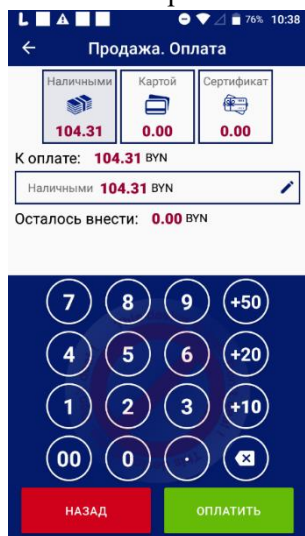 76% 10:38
Продажа. Оплата
Наличными Картой Сертификат
104.31 0.00 0.00
К оплате: 104.31 BYN
Наличными 104.31 BYN
Осталось внести: 0.00 BYN
7 8 9 +50
4 5 6 +20
1 2 3 +10
00 0 ·
НАЗАД ОПЛАТИТЬ